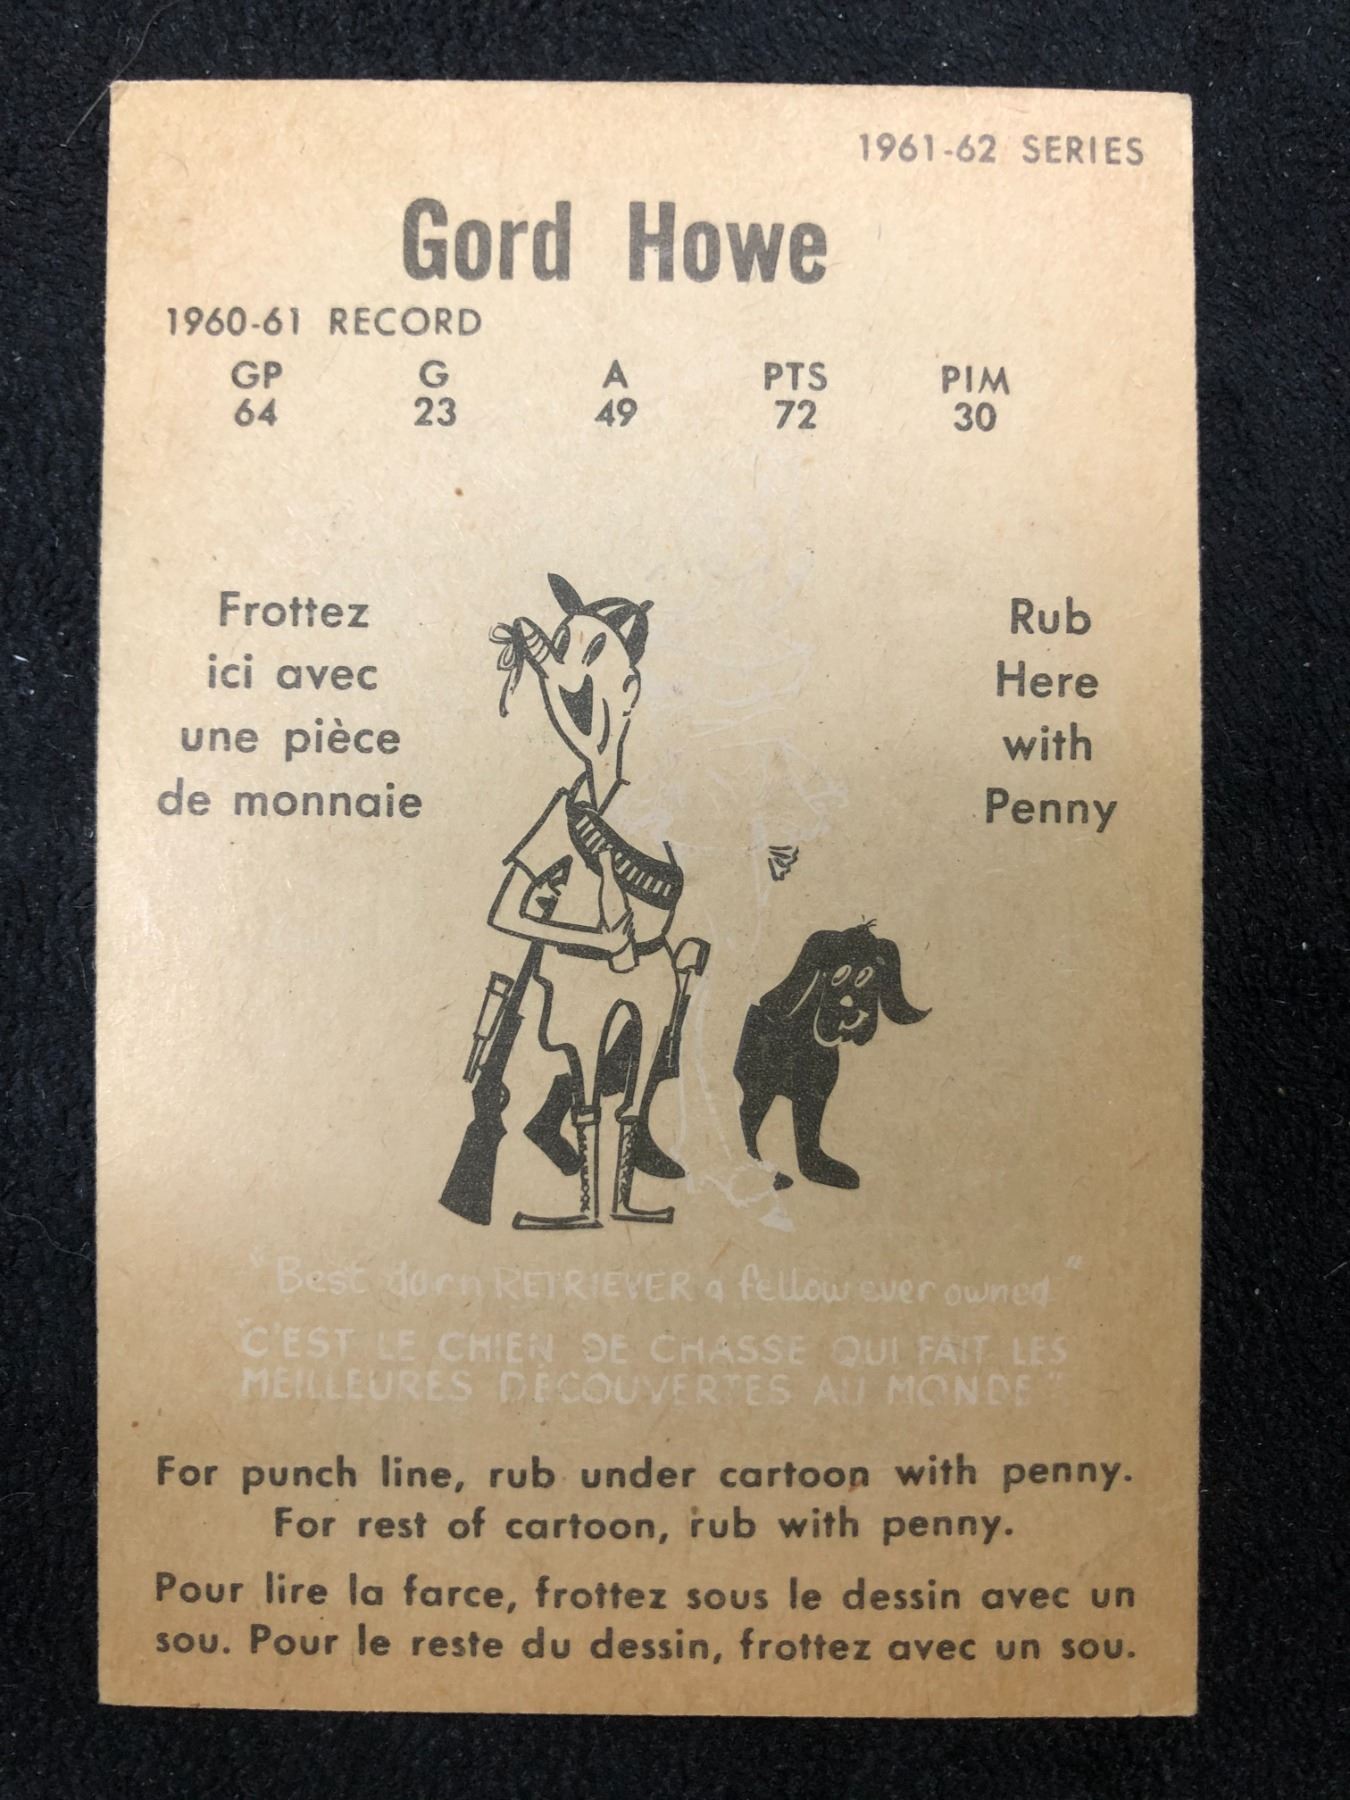 1961-62 SERIES
Gord Howe
1960-61 RECORD
GP G A PTS PIM
64 23 49 72 30
Frottez
ici avec
une pièce
de monnaie
Rub
Here
with
Penny
"Best darn RETRIEVER a fellow ever owned"
"C'EST LE CHIEN DE CHASSE QUI FAIT LES
MEILLEURES DÉCOUVERTES AU MONDE"
For punch line, rub under cartoon with penny.
For rest of cartoon, rub with penny.
Pour lire la farce, frottez sous le dessin avec un
sou. Pour le reste du dessin, frottez avec un sou.